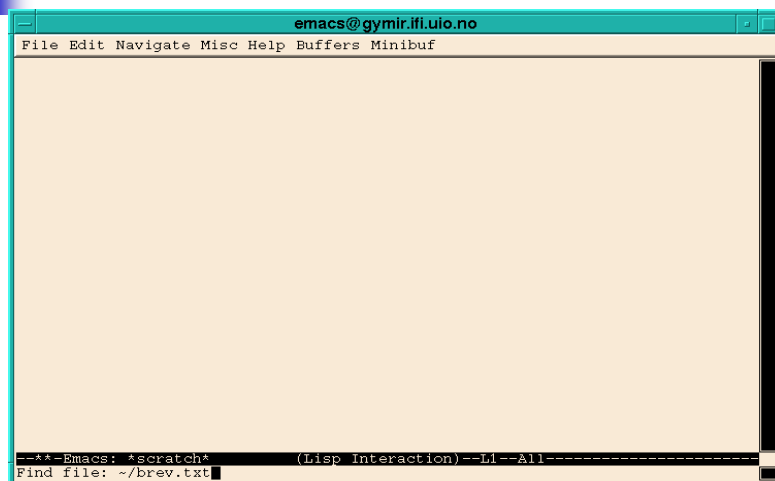 emacs@gymir.ifi.uio.no
File Edit Navigate Misc Help Buffers Minibuf
--**-Emacs: *scratch* (Lisp Interaction)--L1--All-----------------------
Find file: ~/brev.txt